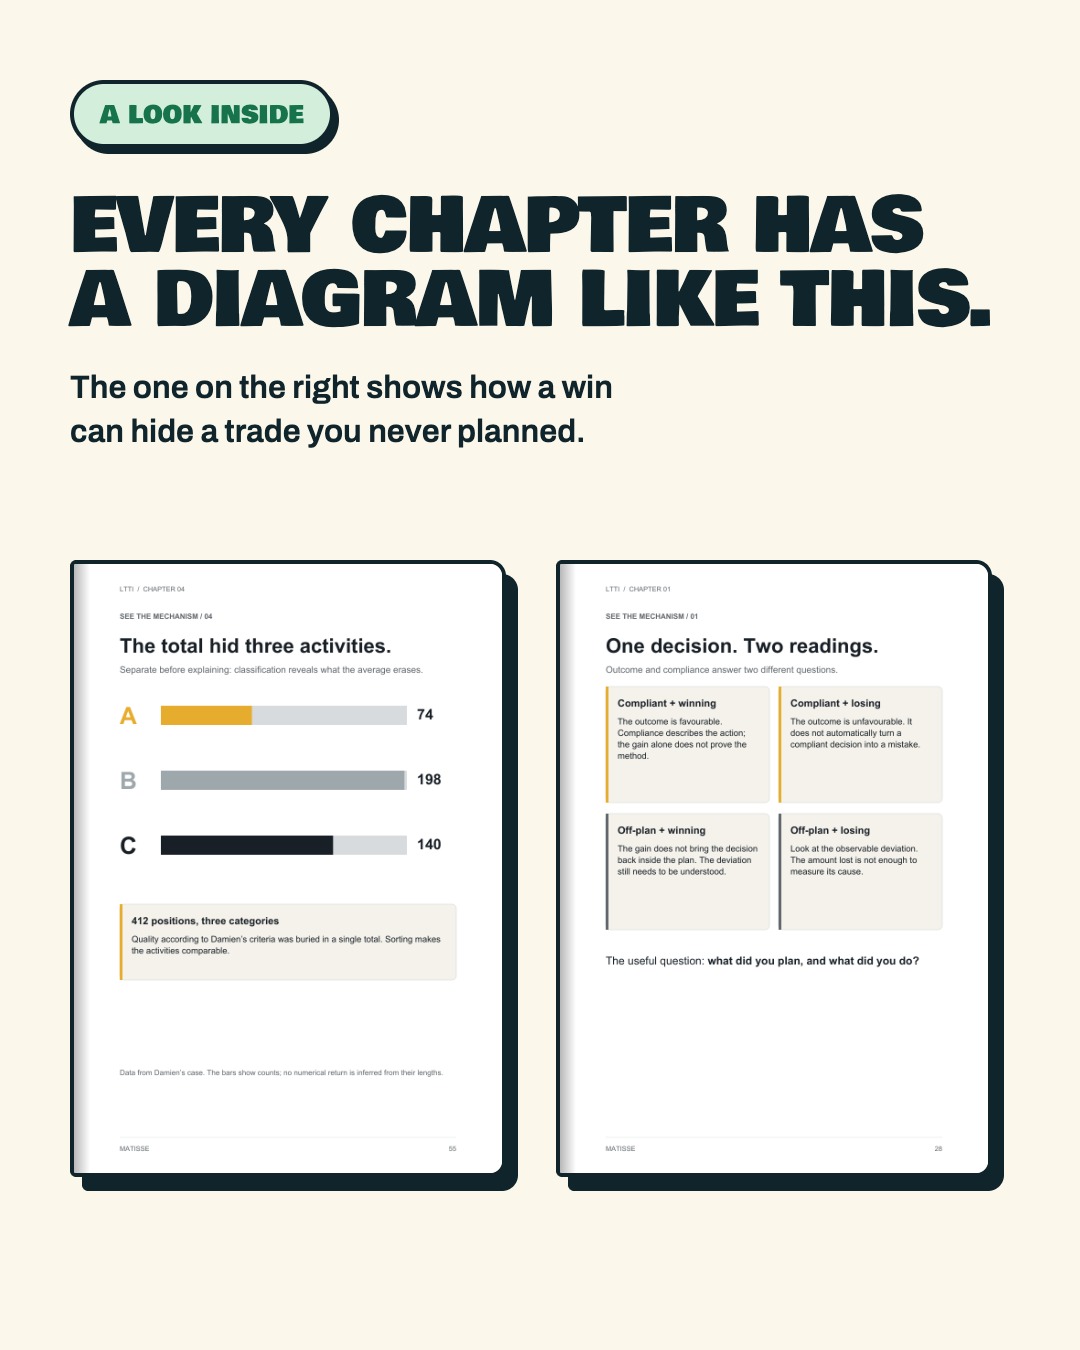 A LOOK INSIDE
EVERY CHAPTER HAS
A DIAGRAM LIKE THIS.
The one on the right shows how a win
can hide a trade you never planned.
LTTI / CHAPTER 04
SEE THE MECHANISM / 04
The total hid three activities.
Separate before explaining: classification reveals what the average erases.
A 74
B 198
C 140
412 positions, three categories
Quality according to Damien's criteria was buried in a single total. Sorting makes
the activities comparable.
Data from Damien's case. The bars show counts; no numerical return is inferred from their lengths.
MATISSE 55
LTTI / CHAPTER 01
SEE THE MECHANISM / 01
One decision. Two readings.
Outcome and compliance answer two different questions.
Compliant + winning
The outcome is favourable.
Compliance describes the action;
the gain alone does not prove the
method.
Compliant + losing
The outcome is unfavourable. It
does not automatically turn a
compliant decision into a mistake.
Off-plan + winning
The gain does not bring the decision
back inside the plan. The deviation
still needs to be understood.
Off-plan + losing
Look at the observable deviation.
The amount lost is not enough to
measure its cause.
The useful question: what did you plan, and what did you do?
MATISSE 28